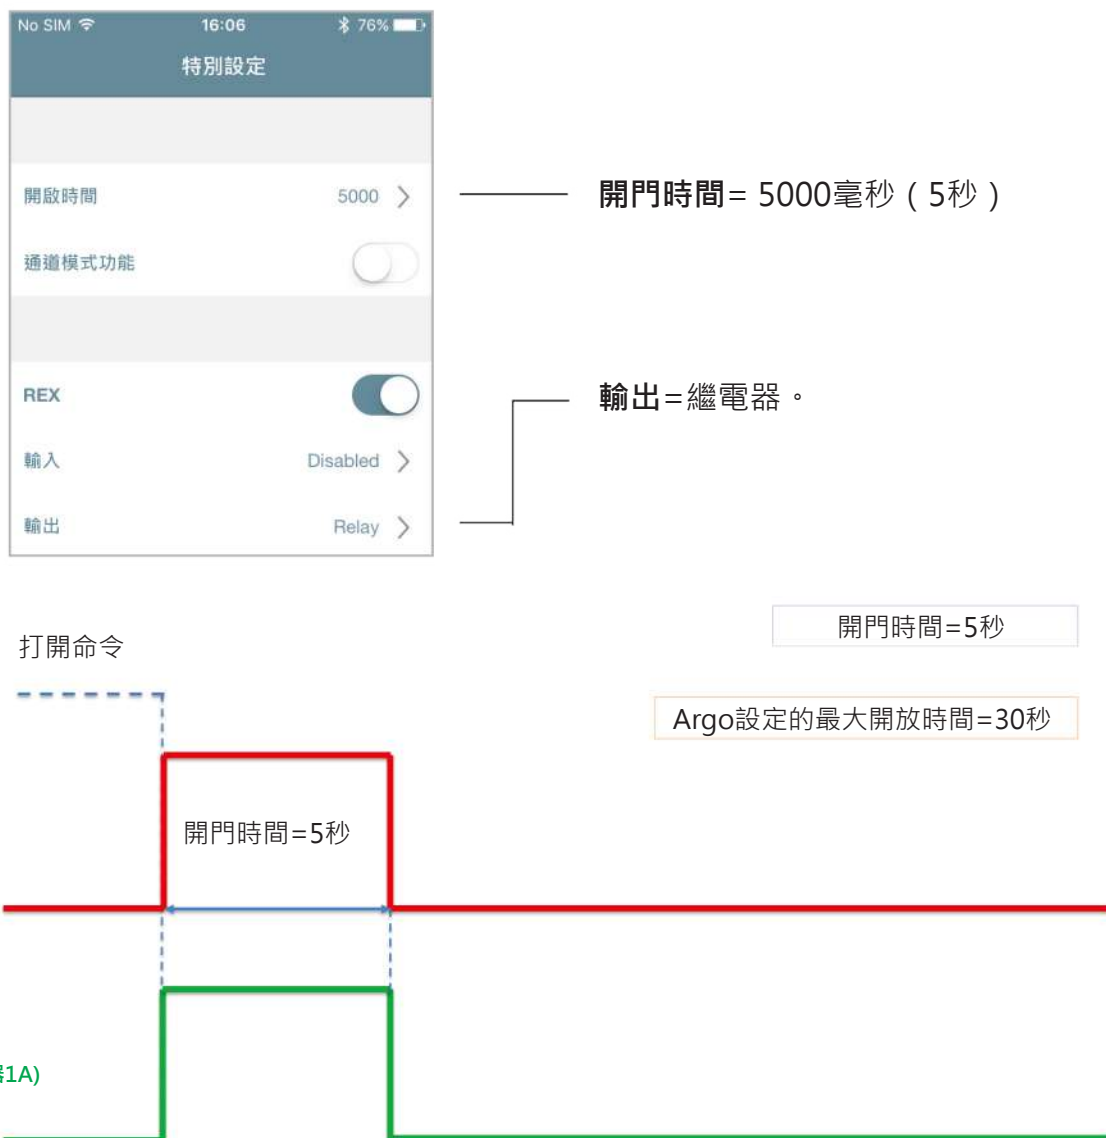 No SIM 16:06 76%
特別設定
開啟時間 5000
開門時間= 5000毫秒（5秒）
通道模式功能
REX
輸出=繼電器。
輸入 Disabled
輸出 Relay
開門時間=5秒
打開命令
Argo設定的最大開放時間=30秒
開門時間=5秒
1A)